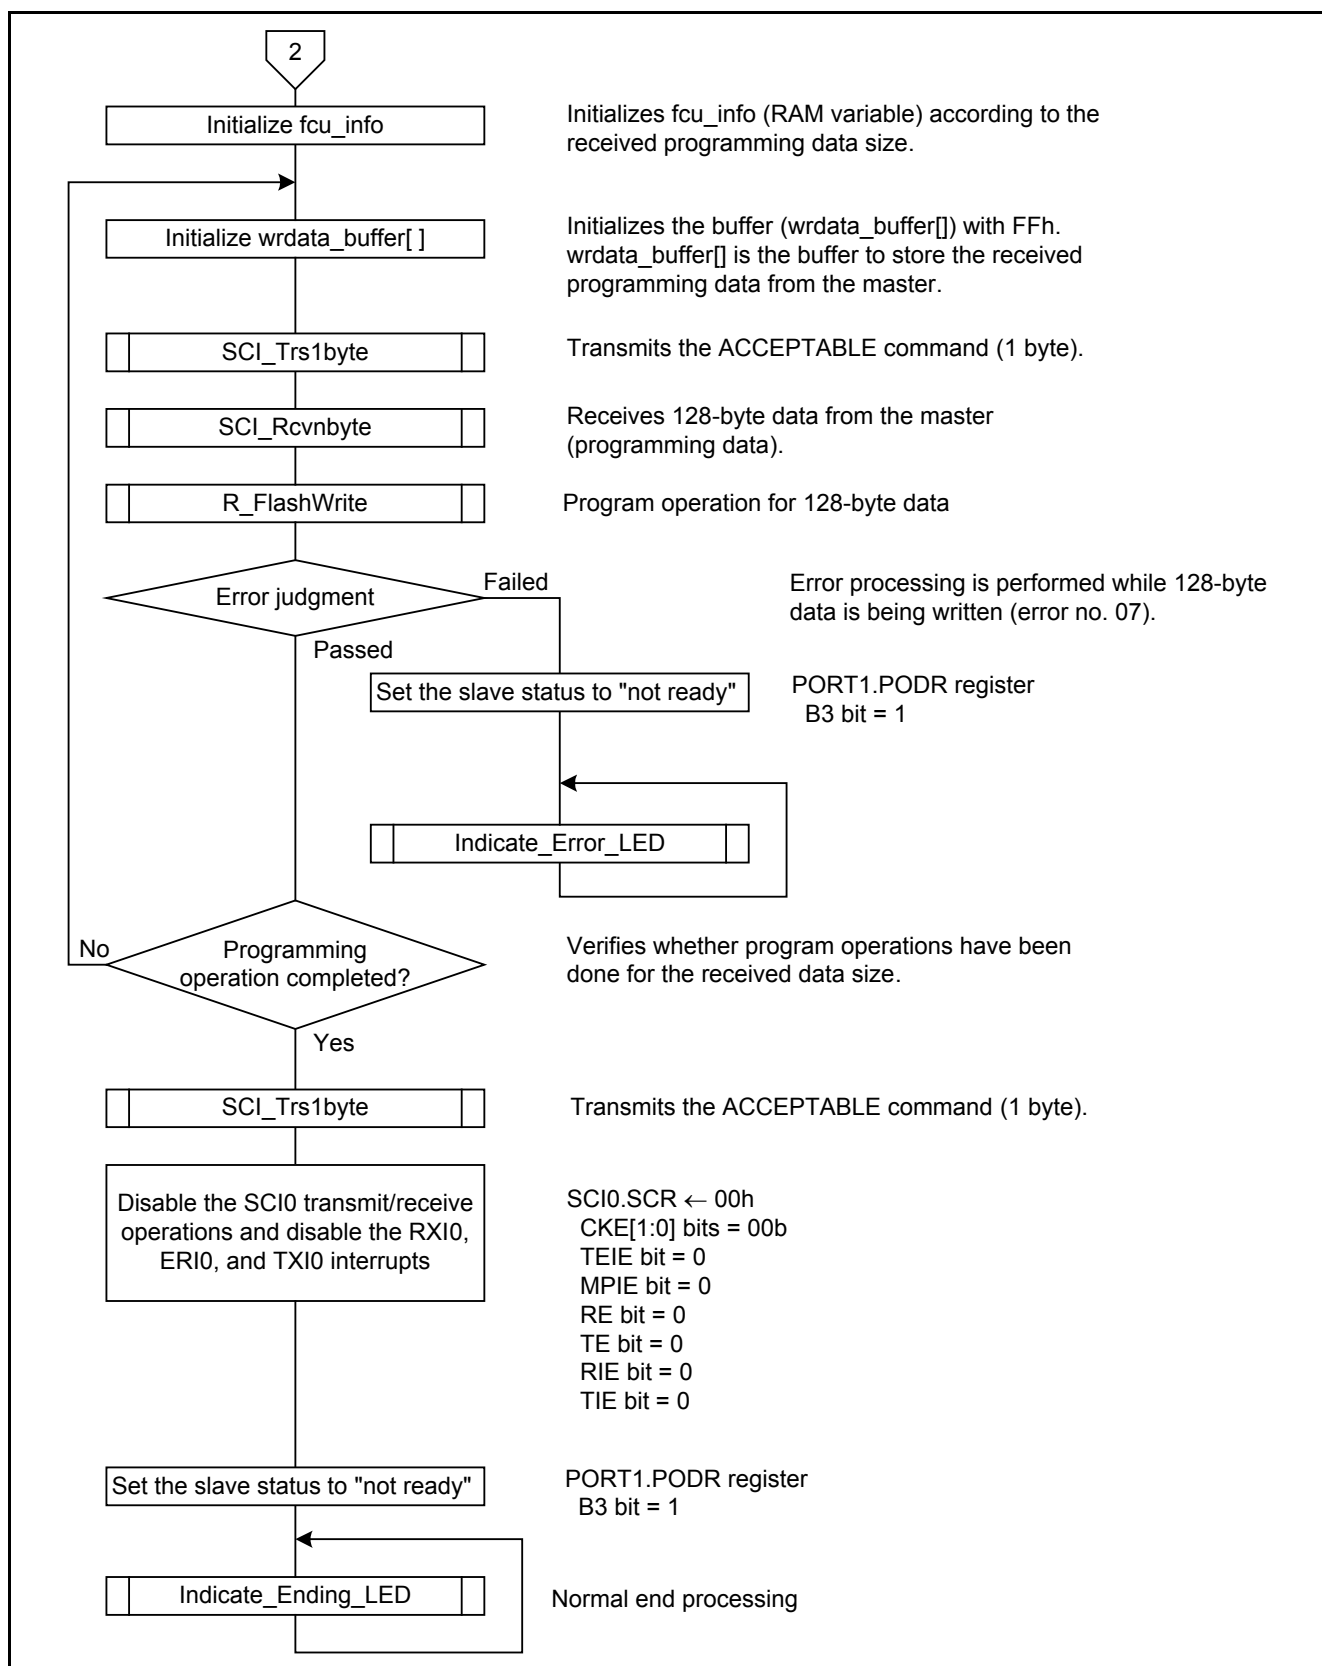 2
Initialize fcu_info
Initializes fcu_info (RAM variable) according to the
received programming data size.
Initialize wrdata_buffer[ ]
Initializes the buffer (wrdata_buffer[]) with FFh.
wrdata_buffer[] is the buffer to store the received
programming data from the master.
SCI_Trs1byte
Transmits the ACCEPTABLE command (1 byte).
SCI_Rcvnbyte
Receives 128-byte data from the master
(programming data).
R_FlashWrite
Program operation for 128-byte data
Error judgment
Failed
Error processing is performed while 128-byte
data is being written (error no. 07).
Passed
Set the slave status to "not ready"
PORT1.PODR register
B3 bit = 1
Indicate_Error_LED
No
Programming
operation completed?
Verifies whether program operations have been
done for the received data size.
Yes
SCI_Trs1byte
Transmits the ACCEPTABLE command (1 byte).
Disable the SCI0 transmit/receive
operations and disable the RXI0,
ERI0, and TXI0 interrupts
SCI0.SCR ← 00h
CKE[1:0] bits = 00b
TEIE bit = 0
MPIE bit = 0
RE bit = 0
TE bit = 0
RIE bit = 0
TIE bit = 0
Set the slave status to "not ready"
PORT1.PODR register
B3 bit = 1
Indicate_Ending_LED
Normal end processing